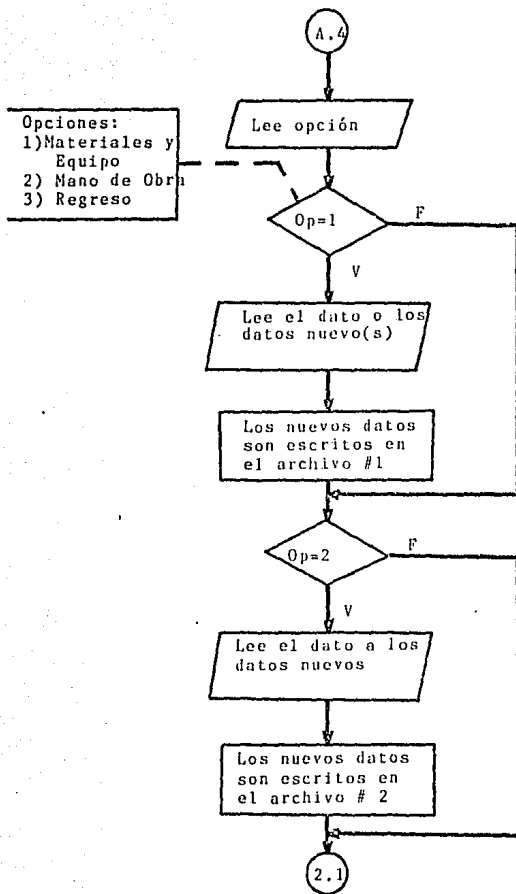 A.4
Lee opción
Opciones:
1)Materiales y
Equipo
2) Mano de Obra
3) Regreso
Op=1
F
V
Lee el dato o los
datos nuevo(s)
Los nuevos datos
son escritos en
el archivo #1
Op=2
F
V
Lee el dato a los
datos nuevos
Los nuevos datos
son escritos en
el archivo # 2
2.1